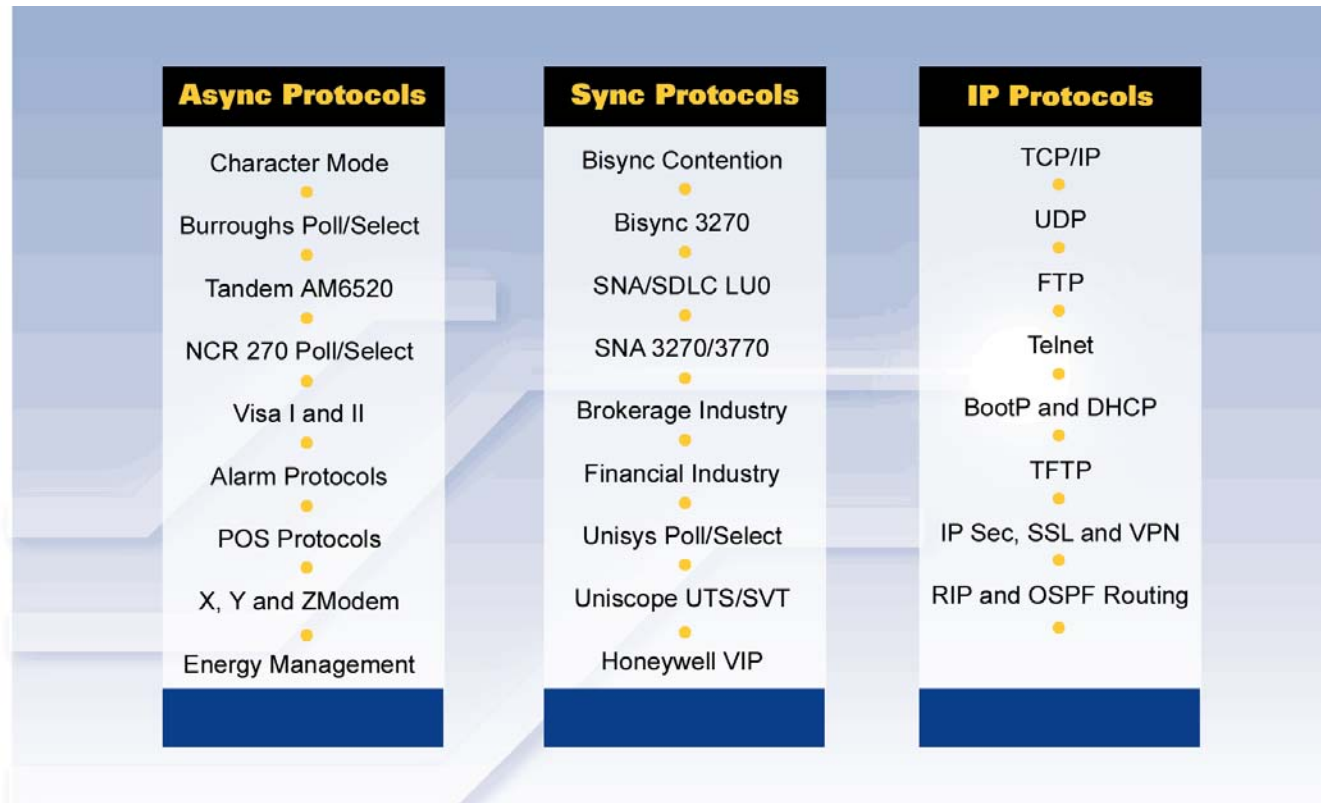 Async Protocols
Character Mode
Burroughs Poll/Select
Tandem AM6520
NCR 270 Poll/Select
Visa I and II
Alarm Protocols
POS Protocols
X, Y and ZModem
Energy Management
Sync Protocols
Bisync Contention
Bisync 3270
SNA/SDLC LU0
SNA 3270/3770
Brokerage Industry
Financial Industry
Unisys Poll/Select
Uniscope UTS/SVT
Honeywell VIP
IP Protocols
TCP/IP
UDP
FTP
Telnet
BootP and DHCP
TFTP
IP Sec, SSL and VPN
RIP and OSPF Routing